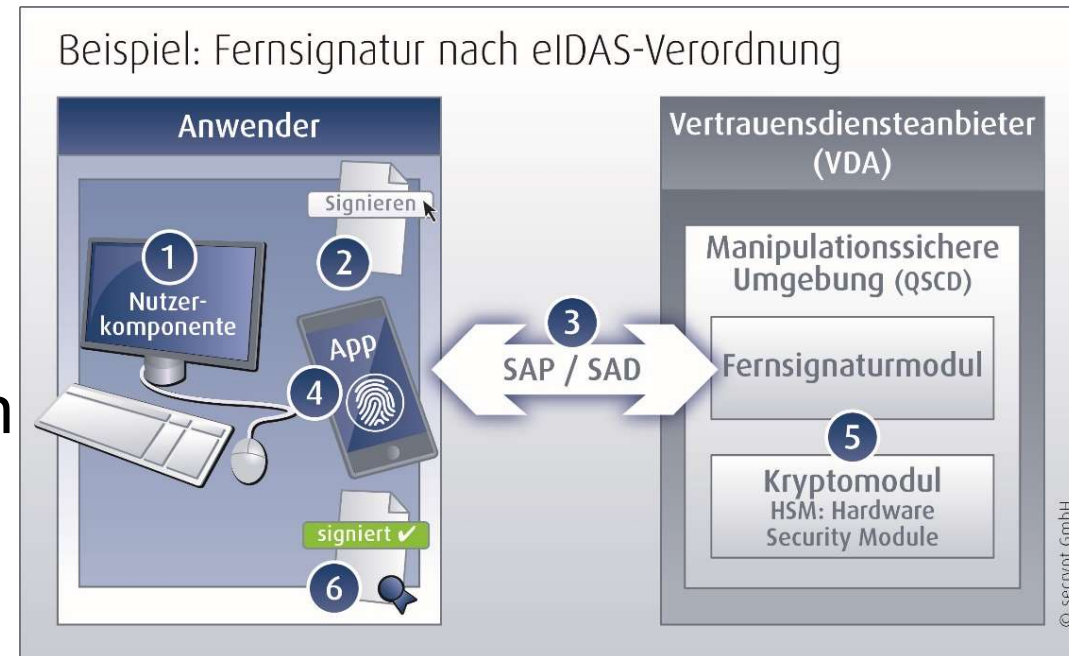 Beispiel: Fernsignatur nach eIDAS-Verordnung
Anwender
Signieren
1
2
Nutzer-
komponente
App
4
signiert ✓
6
3
SAP / SAD
Vertrauensdiensteanbieter
(VDA)
Manipulationssichere
Umgebung (QSCD)
Fernsignaturmodul
5
Kryptomodul
HSM: Hardware
Security Module
© secrypt GmbH
n